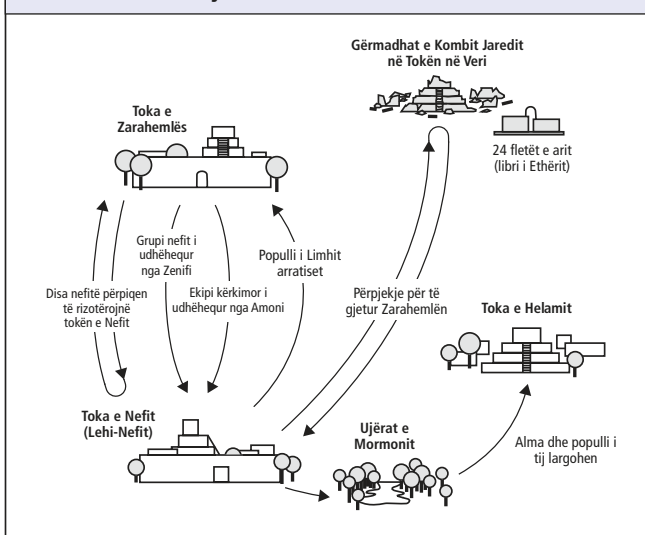 Gërmadhat e Kombit Jaredit
në Tokën në Veri
24 fletët e arit
(libri i Ethërit)
Toka e
Zarahemlës
Disa nefitë përpiqen
të rizotërojnë
tokën e Nefit
Grupi nefit i
udhëhequr
nga Zenifi
Ekipi kërkimor i
udhëhequr nga Amoni
Populli i Limhit
arratiset
Përpjekje për të
gjetur Zarahemlën
Toka e Helamit
Toka e Nefit
(Lehi-Nefit)
Ujërat e
Mormonit
Alma dhe populli i
tij largohen